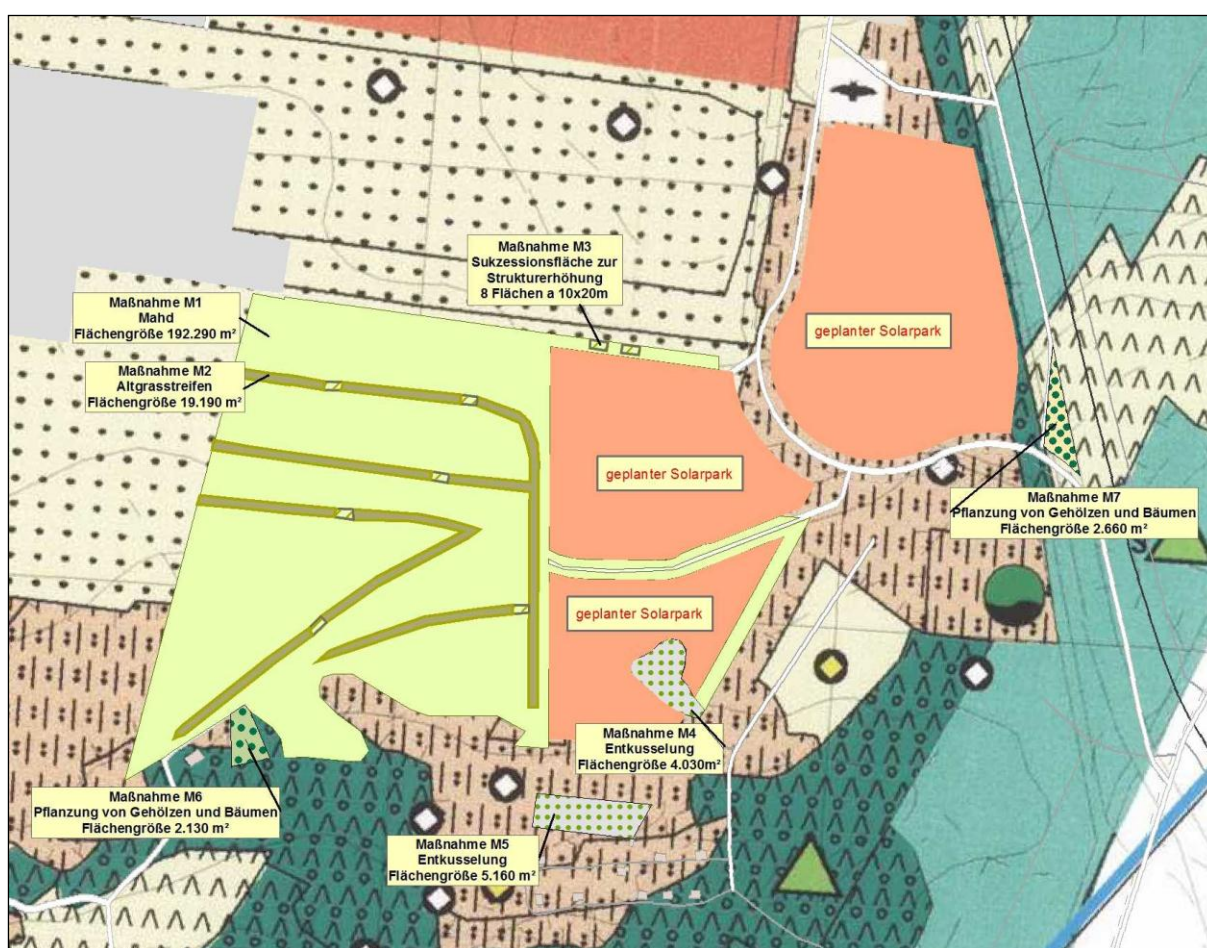 Maßnahme M3
Sukzessionsfläche zur
Strukturerhöhung
8 Flächen a 10x20m
Maßnahme M1
Mahd
Flächengröße 192.290 m²
geplanter Solarpark
Maßnahme M2
Altgrasstreifen
Flächengröße 19.190 m²
geplanter Solarpark
Maßnahme M7
Pflanzung von Gehölzen und Bäumen
Flächengröße 2.660 m²
geplanter Solarpark
Maßnahme M4
Entkusselung
Flächengröße 4.030m²
Maßnahme M6
Pflanzung von Gehölzen und Bäumen
Flächengröße 2.130 m²
Maßnahme M5
Entkusselung
Flächengröße 5.160 m²